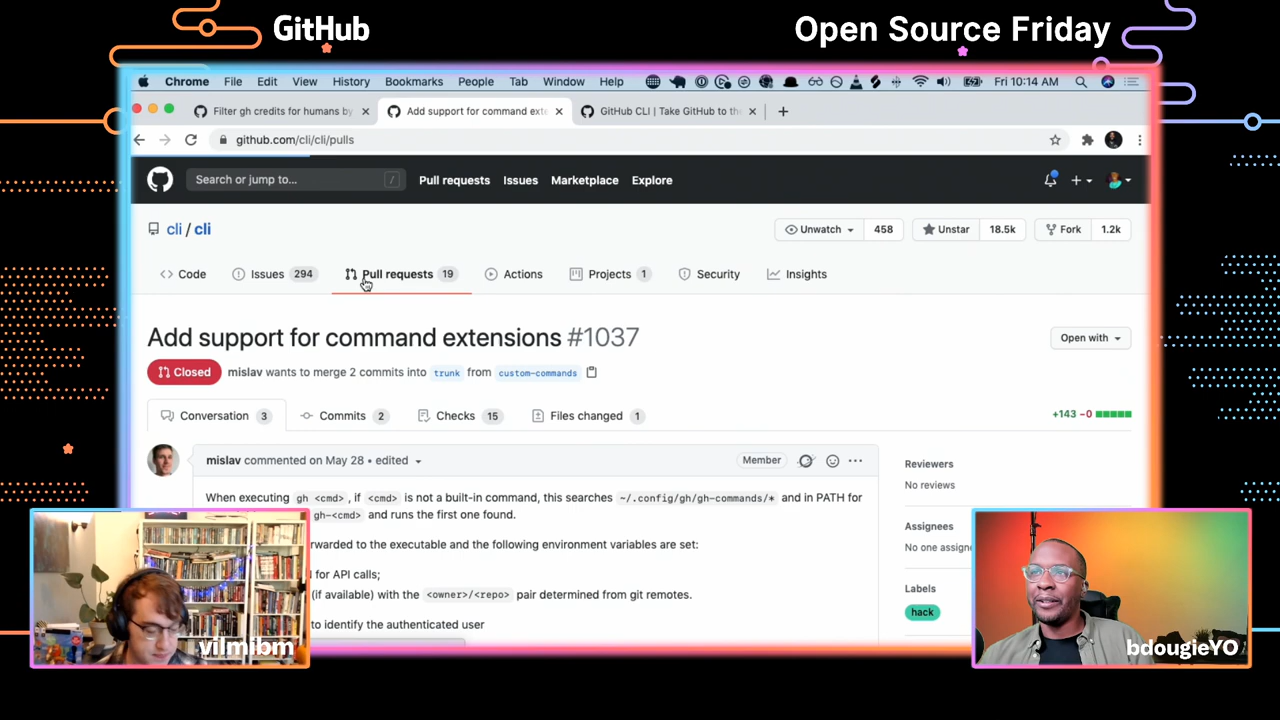 GitHub
Open Source Friday
Chrome File Edit View History Bookmarks People Tab Window Help Fri 10:14 AM
Filter gh credits for humans by
Add support for command exte
GitHub CLI | Take GitHub to the
github.com/cli/cli/pulls
Search or jump to... /
Pull requests Issues Marketplace Explore
cli / cli
Unwatch 458 Unstar 18.5k Fork 1.2k
Code Issues 294 Pull requests 19 Actions Projects 1 Security Insights
Add support for command extensions #1037
Open with
Closed mislav wants to merge 2 commits into trunk from custom-commands
Conversation 3 Commits 2 Checks 15 Files changed 1
+143 −0
mislav commented on May 28 • edited
Member
Reviewers
No reviews
When executing gh <cmd>, if <cmd> is not a built-in command, this searches ~/.config/gh/gh-commands/* and in PATH for
gh-<cmd> and runs the first one found.
Assignees
No one assigne
rwarded to the executable and the following environment variables are set:
for API calls;
(if available) with the <owner>/<repo> pair determined from git remotes.
to identify the authenticated user
Labels
hack
vilmibm
bdougieYO